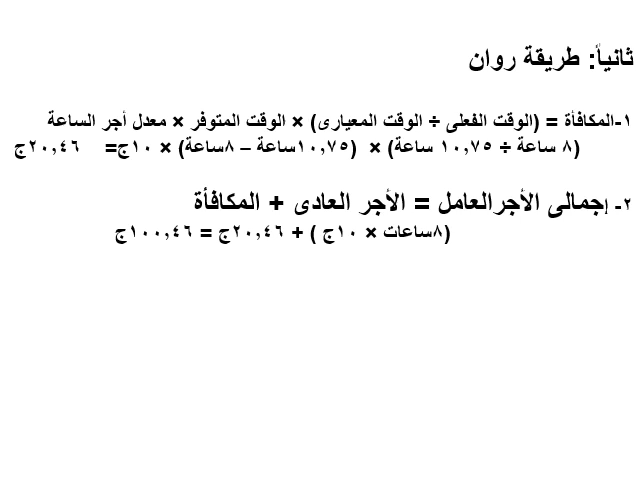 ثانياً: طريقة روان
١-المكافأة = (الوقت الفعلى ÷ الوقت المعيارى) × الوقت المتوفر × معدل أجر الساعة
(٨ ساعة ÷ ١٠,٧٥ ساعة) × (١٠,٧٥ساعة – ٨ساعة) × ١٠ج= ٢٠,٤٦ج
٢- إجمالى الأجرالعامل = الأجر العادى + المكافأة
(٨ساعات × ١٠ج ) + ٢٠,٤٦ج = ١٠٠,٤٦ج